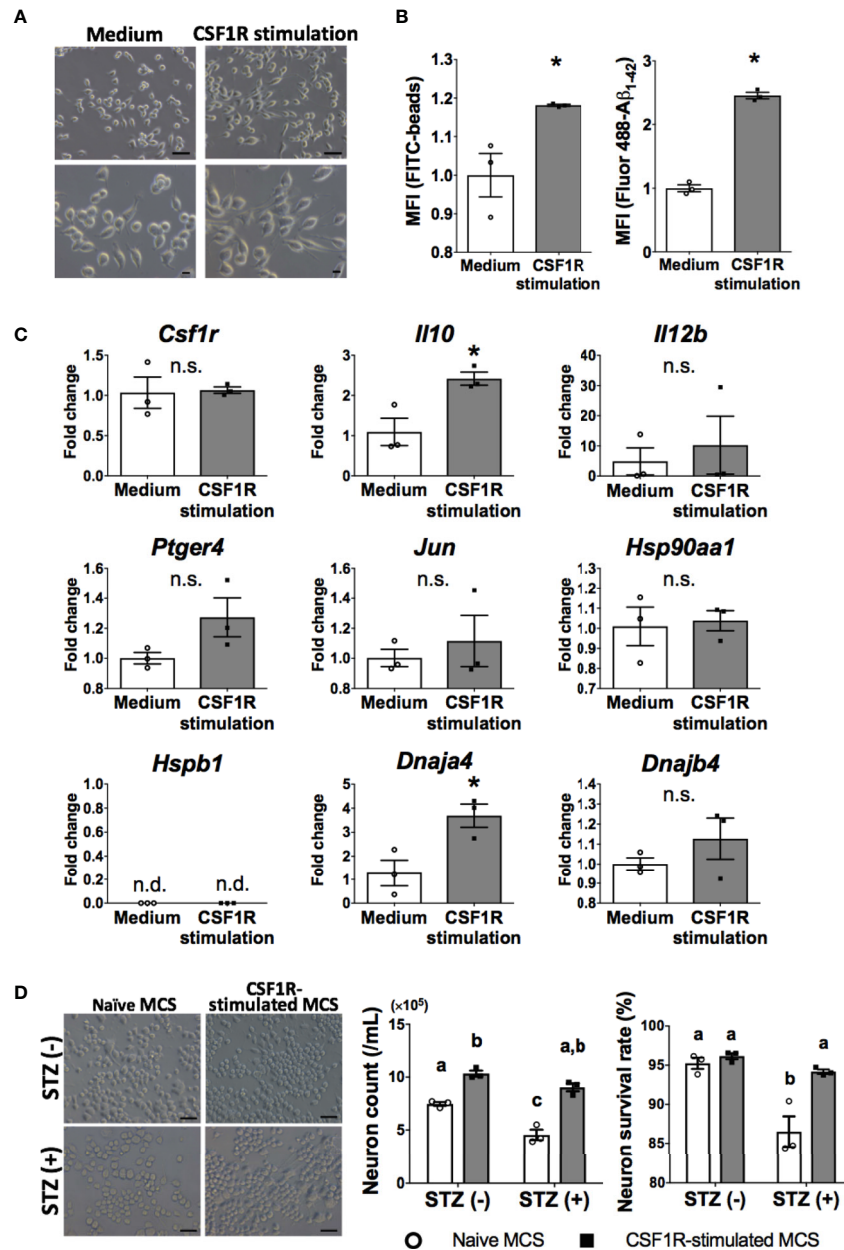 A
Medium CSF1R stimulation
B
MFI (FITC-beads)
1.3
1.2
1.1
1.0
0.9
0.8
*
Medium CSF1R
stimulation
MFI (Fluor 488-Aβ1-42)
3
2
1
0
*
Medium CSF1R
stimulation
C
Csf1r
Fold change
1.5
1.0
0.5
0.0
n.s.
Medium CSF1R
stimulation
Il10
Fold change
3
2
1
0
*
Medium CSF1R
stimulation
Il12b
Fold change
40
30
20
10
0
n.s.
Medium CSF1R
stimulation
Ptger4
Fold change
1.6
1.4
1.2
1.0
0.8
n.s.
Medium CSF1R
stimulation
Jun
Fold change
1.6
1.4
1.2
1.0
0.8
n.s.
Medium CSF1R
stimulation
Hsp90aa1
Fold change
1.3
1.2
1.1
1.0
0.9
0.8
0.7
n.s.
Medium CSF1R
stimulation
Hspb1
Fold change
1.0
0.8
0.6
0.4
0.2
0.0
n.d. n.d.
Medium CSF1R
stimulation
Dnaja4
Fold change
5
4
3
2
1
0
*
Medium CSF1R
stimulation
Dnajb4
Fold change
1.4
1.3
1.2
1.1
1.0
0.9
0.8
n.s.
Medium CSF1R
stimulation
D
Naïve MCS CSF1R-
stimulated MCS
STZ (-)
STZ (+)
Neuron count (/mL)
(×10⁵)
15
10
5
0
a b c a,b
STZ (-) STZ (+)
Neuron survival rate (%)
100
95
90
85
80
a a b a
STZ (-) STZ (+)
Naive MCS CSF1R-stimulated MCS